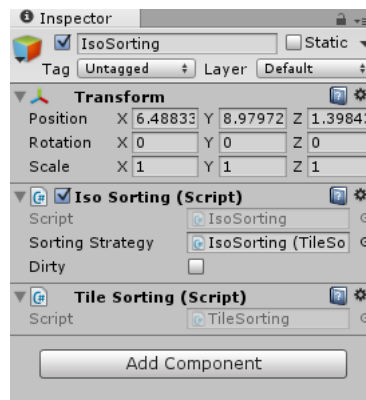 Inspector
IsoSorting Static
Tag Untagged Layer Default
Transform
Position X 6.48833 Y 8.97972 Z 1.3984
Rotation X 0 Y 0 Z 0
Scale X 1 Y 1 Z 1
Iso Sorting (Script)
Script IsoSorting
Sorting Strategy IsoSorting (TileSo
Dirty
Tile Sorting (Script)
Script TileSorting
Add Component